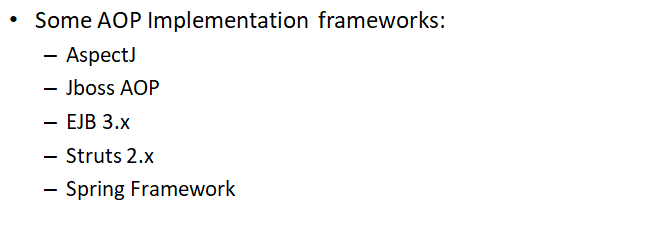 • Some AOP Implementation frameworks:
– AspectJ
– Jboss AOP
– EJB 3.x
– Struts 2.x
– Spring Framework